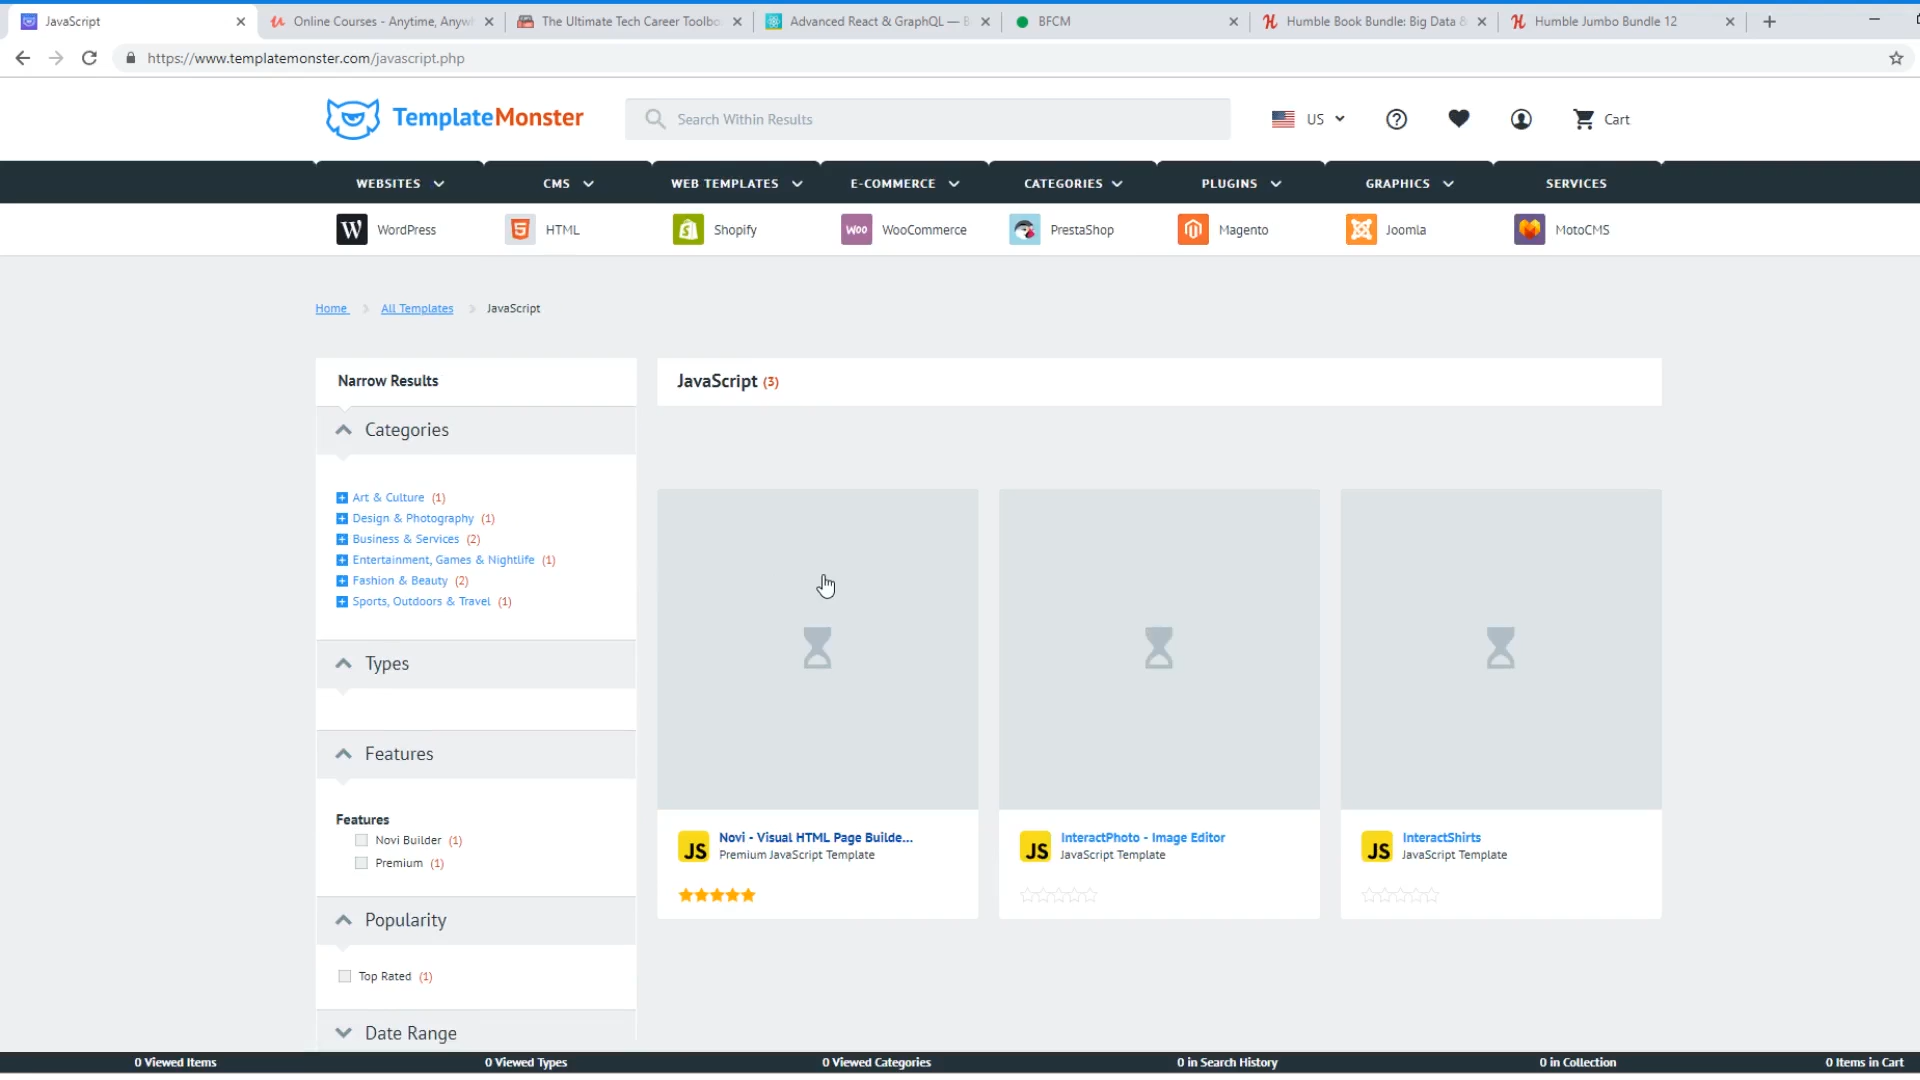 JavaScript
Online Courses - Anytime, Anyw
The Ultimate Tech Career Toolbo
Advanced React & GraphQL — B
BFCM
Humble Book Bundle: Big Data &
Humble Jumbo Bundle 12
https://www.templatemonster.com/javascript.php
TemplateMonster
Search Within Results
US
Cart
WEBSITES
CMS
WEB TEMPLATES
E-COMMERCE
CATEGORIES
PLUGINS
GRAPHICS
SERVICES
W WordPress
5 HTML
S Shopify
Woo WooCommerce
PrestaShop
Magento
Joomla
MotoCMS
Home
All Templates
JavaScript
Narrow Results
JavaScript (3)
Categories
Art & Culture (1)
Design & Photography (1)
Business & Services (2)
Entertainment, Games & Nightlife (1)
Fashion & Beauty (2)
Sports, Outdoors & Travel (1)
Types
Features
Features
Novi Builder (1)
Premium (1)
JS Novi - Visual HTML Page Builde...
Premium JavaScript Template
JS InteractPhoto - Image Editor
JavaScript Template
JS InteractShirts
JavaScript Template
Popularity
Top Rated (1)
Date Range
0 Viewed Items
0 Viewed Types
0 Viewed Categories
0 in Search History
0 in Collection
0 Items in Cart